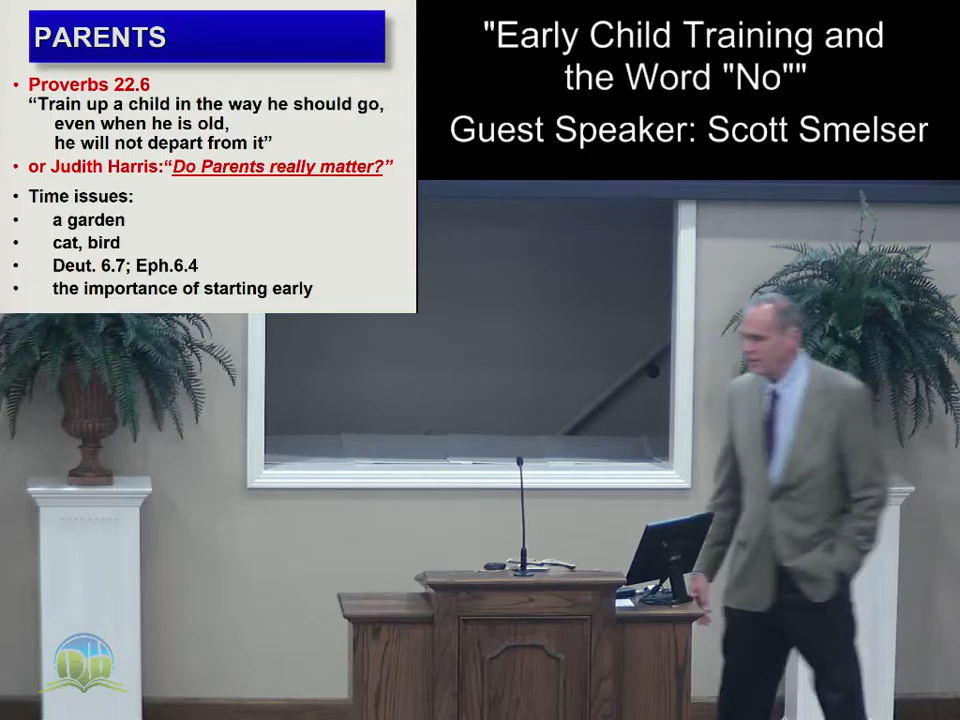 PARENTS
• Proverbs 22.6
“Train up a child in the way he should go,
even when he is old,
he will not depart from it”
• or Judith Harris:“Do Parents really matter?”
• Time issues:
• a garden
• cat, bird
• Deut. 6.7; Eph.6.4
• the importance of starting early
"Early Child Training and
the Word "No""
Guest Speaker: Scott Smelser